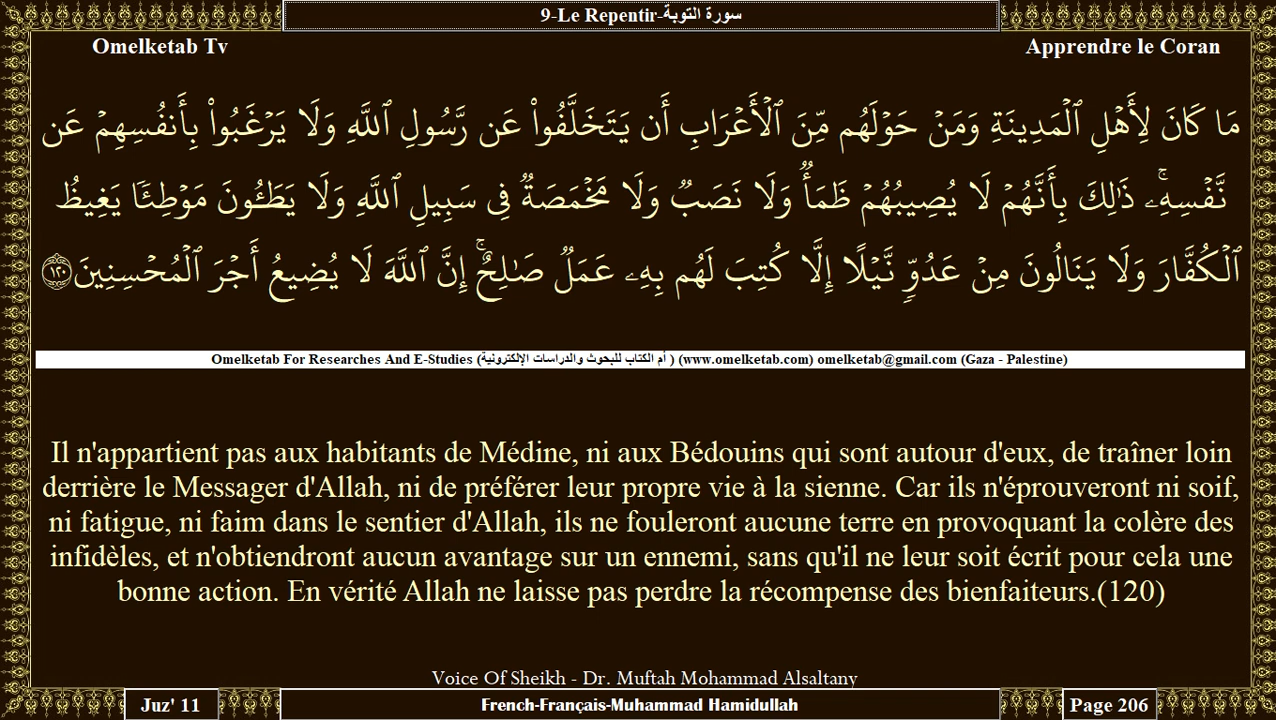 9-Le Repentir-سورة التوبة
Omelketab Tv
Apprendre le Coran
مَا كَانَ لِأَهْلِ ٱلْمَدِينَةِ وَمَنْ حَوْلَهُم مِّنَ ٱلْأَعْرَابِ أَن يَتَخَلَّفُوا۟ عَن رَّسُولِ ٱللَّهِ وَلَا يَرْغَبُوا۟ بِأَنفُسِهِمْ عَن
نَّفْسِهِۦ ۚ ذَٰلِكَ بِأَنَّهُمْ لَا يُصِيبُهُمْ ظَمَأٌ وَلَا نَصَبٌ وَلَا مَخْمَصَةٌ فِى سَبِيلِ ٱللَّهِ وَلَا يَطَـُٔونَ مَوْطِئًا يَغِيظُ
ٱلْكُفَّارَ وَلَا يَنَالُونَ مِنْ عَدُوٍّ نَّيْلًا إِلَّا كُتِبَ لَهُم بِهِۦ عَمَلٌ صَٰلِحٌ ۚ إِنَّ ٱللَّهَ لَا يُضِيعُ أَجْرَ ٱلْمُحْسِنِينَ ١٢٠
Omelketab For Researches And E-Studies (أم الكتاب للبحوث والدراسات الإلكترونية ) (www.omelketab.com) omelketab@gmail.com (Gaza - Palestine)
Il n'appartient pas aux habitants de Médine, ni aux Bédouins qui sont autour d'eux, de traîner loin
derrière le Messager d'Allah, ni de préférer leur propre vie à la sienne. Car ils n'éprouveront ni soif,
ni fatigue, ni faim dans le sentier d'Allah, ils ne fouleront aucune terre en provoquant la colère des
infidèles, et n'obtiendront aucun avantage sur un ennemi, sans qu'il ne leur soit écrit pour cela une
bonne action. En vérité Allah ne laisse pas perdre la récompense des bienfaiteurs.(120)
Voice Of Sheikh - Dr. Muftah Mohammad Alsaltany
Juz' 11
French-Français-Muhammad Hamidullah
Page 206